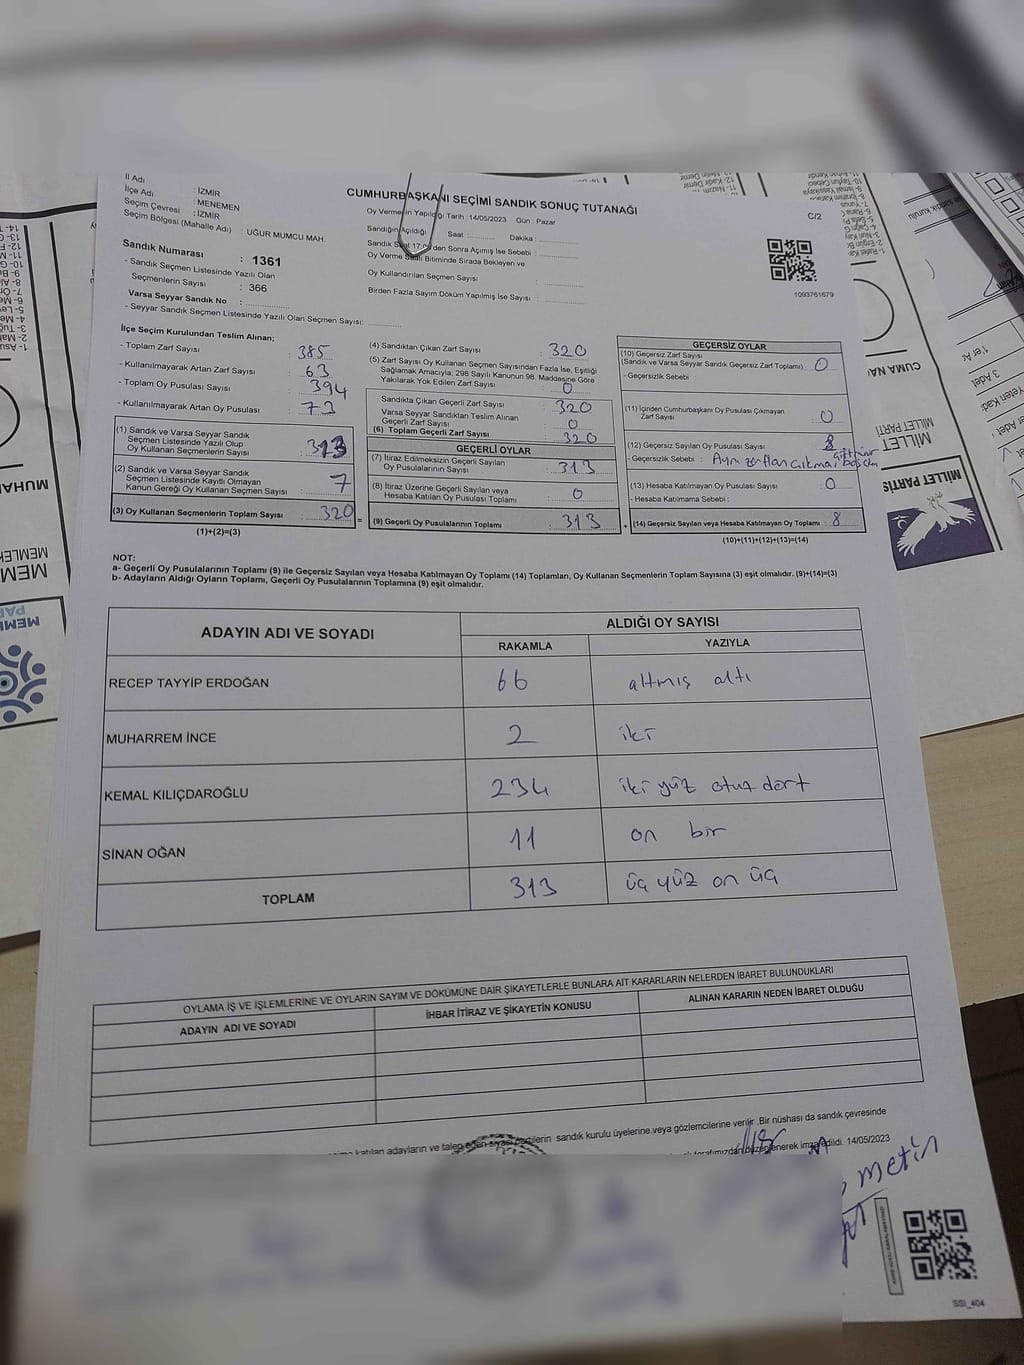 CUMHURBAŞKANI SEÇİMİ SANDIK SONUÇ TUTANAĞI
C/2
İl Adı : İZMİR
İlçe Adı : MENEMEN
Seçim Çevresi : İZMİR
Seçim Bölgesi (Mahalle Adı) : UĞUR MUMCU MAH.
Sandık Numarası : 1361
- Sandık Seçmen Listesinde Yazılı Olan
Seçmenlerin Sayısı : 366
Varsa Seyyar Sandık No :
- Seyyar Sandık Seçmen Listesinde Yazılı Olan Seçmen Sayısı:
Oy Vermenin Yapıldığı Tarih : 14/05/2023 Gün : Pazar
Sandığın Açıldığı Saat : Dakika :
Sandık Saat 17: Sonra Açımış İse Sebebi :
Oy Verme Bitiminde Sırada Bekleyen ve
Oy Kullandırılan Seçmen Sayısı :
Birden Fazla Sayım Döküm Yapılmış İse Sayısı :
1093761679
İlçe Seçim Kurulundan Teslim Alınan;
- Toplam Zarf Sayısı : 385
- Kullanılmayarak Artan Zarf Sayısı : 63
- Toplam Oy Pusulası Sayısı : 394
- Kullanılmayarak Artan Oy Pusulası : 73
(1) Sandık ve Varsa Seyyar Sandık
Seçmen Listesinde Yazılı Olup
Oy Kullanan Seçmenlerin Sayısı : 313
(2) Sandık ve Varsa Seyyar Sandık
Seçmen Listesinde Kayıtlı Olmayan
Kanun Gereği Oy Kullanan Seçmen Sayısı : 7
(3) Oy Kullanan Seçmenlerin Toplam Sayısı : 320
(1)+(2)=(3)
(4) Sandıktan Çıkan Zarf Sayısı : 320
(5) Zarf Sayısı Oy Kullanan Seçmen Sayısından Fazla İse, Eşitliği
Sağlamak Amacıyla; 298 Sayılı Kanunun 98. Maddesine Göre
Yakılarak Yok Edilen Zarf Sayısı : 0
Sandıkta Çıkan Geçerli Zarf Sayısı : 320
Varsa Seyyar Sandıktan Teslim Alınan
Geçerli Zarf Sayısı : 0
(6) Toplam Geçerli Zarf Sayısı : 320
GEÇERLİ OYLAR
(7) İtiraz Edilmeksizin Geçerli Sayılan
Oy Pusulalarının Sayısı : 313
(8) İtiraz Üzerine Geçerli Sayılan veya
Hesaba Katılan Oy Pusulası Toplamı : 0
(9) Geçerli Oy Pusulalarının Toplamı : 313
GEÇERSİZ OYLAR
(10) Geçersiz Zarf Sayısı
(Sandık ve Varsa Seyyar Sandık Geçersiz Zarf Toplamı) : 0
- Geçersizlik Sebebi :
(11) İçinden Cumhurbaşkanı Oy Pusulası Çıkmayan
Zarf Sayısı : 0
(12) Geçersiz Sayılan Oy Pusulası Sayısı : 8
- Geçersizlik Sebebi : Aynı zarftan çıkma,
(13) Hesaba Katılmayan Oy Pusulası Sayısı : 0
- Hesaba Katılmama Sebebi :
(14) Geçersiz Sayılan veya Hesaba Katılmayan Oy Toplamı : 8
(10)+(11)+(12)+(13)=(14)
NOT:
a- Geçerli Oy Pusulalarının Toplamı (9) ile Geçersiz Sayılan veya Hesaba Katılmayan Oy Toplamı (14) Toplamları, Oy Kullanan Seçmenlerin Toplam Sayısına (3) eşit olmalıdır. (9)+(14)=(3)
b- Adayların Aldığı Oyların Toplamı, Geçerli Oy Pusulalarının Toplamına (9) eşit olmalıdır.
ADAYIN ADI VE SOYADI
ALDIĞI OY SAYISI
RAKAMLA YAZIYLA
RECEP TAYYİP ERDOĞAN 66 altmış altı
MUHARREM İNCE 2 iki
KEMAL KILIÇDAROĞLU 234 iki yüz otuz dört
SİNAN OĞAN 11 on bir
TOPLAM 313 üç yüz on üç
OYLAMA İŞ VE İŞLEMLERİNE VE OYLARIN SAYIM VE DÖKÜMÜNE DAİR ŞİKAYETLERLE BUNLARA AİT KARARLARIN NELERDEN İBARET BULUNDUKLARI
ADAYIN ADI VE SOYADI İHBAR İTİRAZ VE ŞİKAYETİN KONUSU ALINAN KARARIN NEDEN İBARET OLDUĞU
katılan adayların ve sandık kurulu üyelerine veya gözlemcilerine verilir. Bir nüshası da sandık çevresinde
tarafımızdan düzenlenerek imza edildi. 14/05/2023
metin
SSI_404
MİLLET PARTİSİ
MİLLET
MİLLET PARTİ
CUMA NA
MUHAR
MEMLEK
MEM